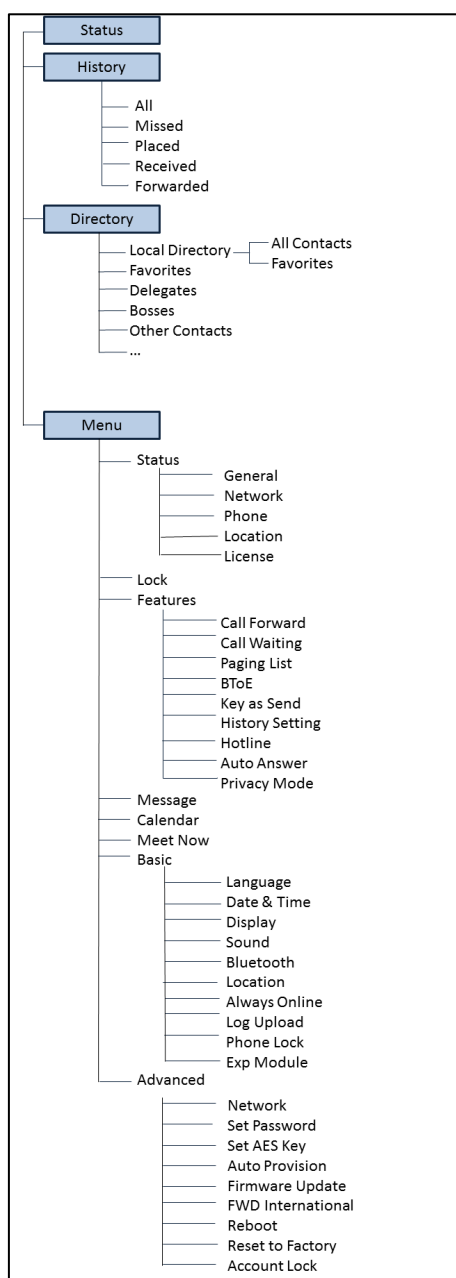 Status
History
All
Missed
Placed
Received
Forwarded
Directory
Local Directory
All Contacts
Favorites
Favorites
Delegates
Bosses
Other Contacts
...
Menu
Status
General
Network
Phone
Location
License
Lock
Features
Call Forward
Call Waiting
Paging List
BToE
Key as Send
History Setting
Hotline
Auto Answer
Privacy Mode
Message
Calendar
Meet Now
Basic
Language
Date & Time
Display
Sound
Bluetooth
Location
Always Online
Log Upload
Phone Lock
Exp Module
Advanced
Network
Set Password
Set AES Key
Auto Provision
Firmware Update
FWD International
Reboot
Reset to Factory
Account Lock